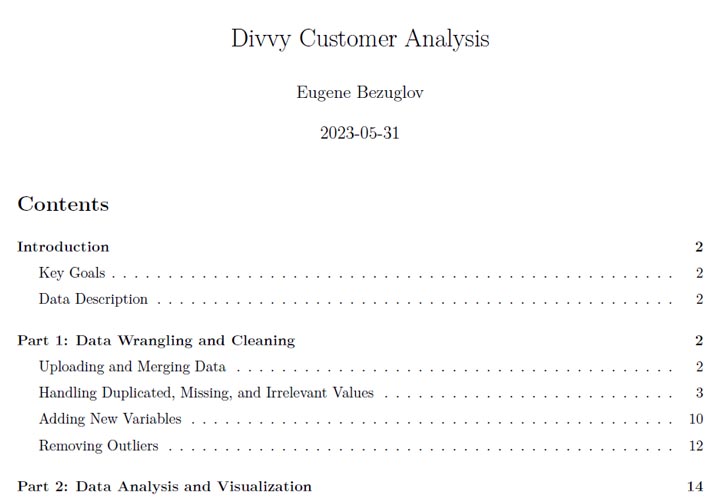 Divvy Customer Analysis
Eugene Bezuglov
2023-05-31
Contents
Introduction 2
Key Goals . . . . . . . . . . . . . . . . . . . . . . . . . . . . . . . . . . . . . . . . . . . . . . . . . . 2
Data Description . . . . . . . . . . . . . . . . . . . . . . . . . . . . . . . . . . . . . . . . . . . . . . 2
Part 1: Data Wrangling and Cleaning 2
Uploading and Merging Data . . . . . . . . . . . . . . . . . . . . . . . . . . . . . . . . . . . . . . . 2
Handling Duplicated, Missing, and Irrelevant Values . . . . . . . . . . . . . . . . . . . . . . . . . . 3
Adding New Variables . . . . . . . . . . . . . . . . . . . . . . . . . . . . . . . . . . . . . . . . . . . 10
Removing Outliers . . . . . . . . . . . . . . . . . . . . . . . . . . . . . . . . . . . . . . . . . . . . . 12
Part 2: Data Analysis and Visualization 14